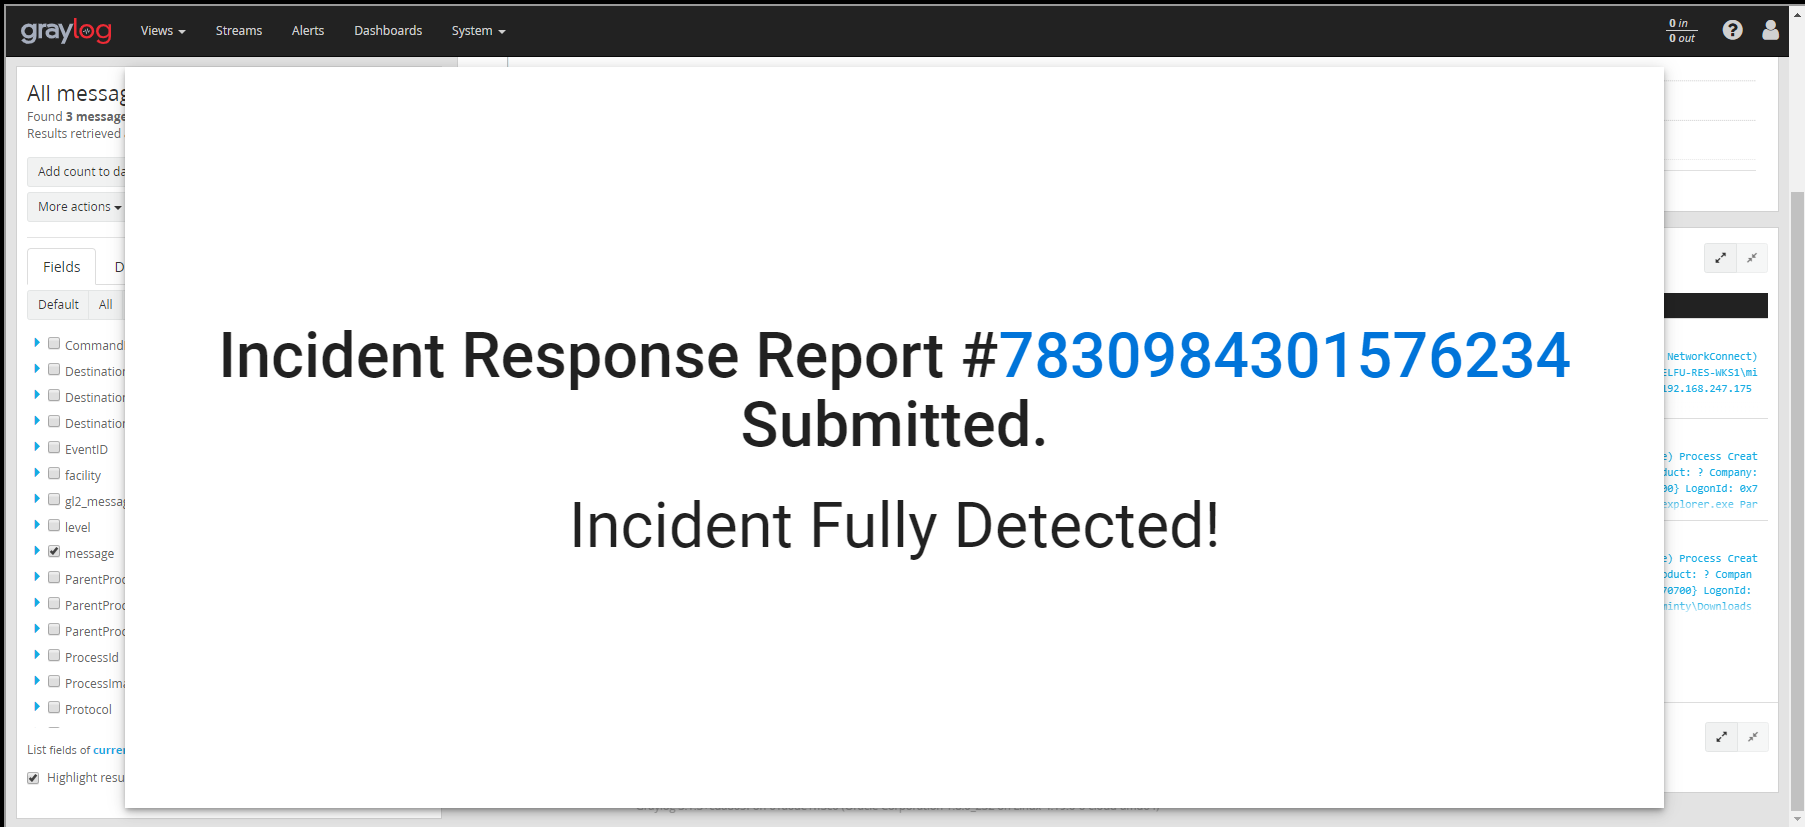 graylog
Views
Streams
Alerts
Dashboards
System
0 in
0 out
All messag
Found 3 message
Results retrieved
Add count to da
More actions
Fields
D
Default
All
Command
Destination
Destination
Destination
EventID
facility
gl2_messag
level
message
ParentProc
ParentProc
ParentProc
ProcessId
ProcessIma
Protocol
List fields of curren
Highlight resu
Incident Response Report #7830984301576234
Submitted.
Incident Fully Detected!
NetworkConnect)
ELFU-RES-WKS1\mi
192.168.247.175
e) Process Creat
duct: ? Company:
00} LogonId: 0x7
explorer.exe Par
e) Process Creat
oduct: ? Compan
70700} LogonId:
minty\Downloads